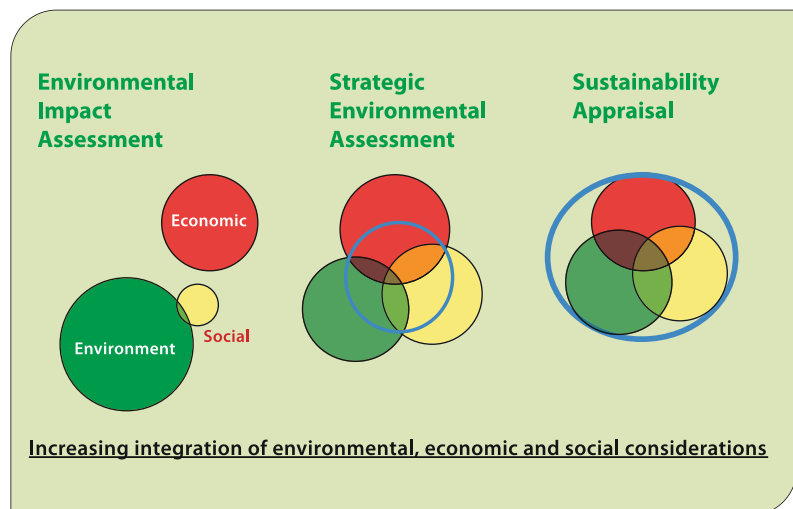 Environmental
Impact
Assessment
Strategic
Environmental
Assessment
Sustainability
Appraisal
Economic
Environment
Social
Increasing integration of environmental, economic and social considerations